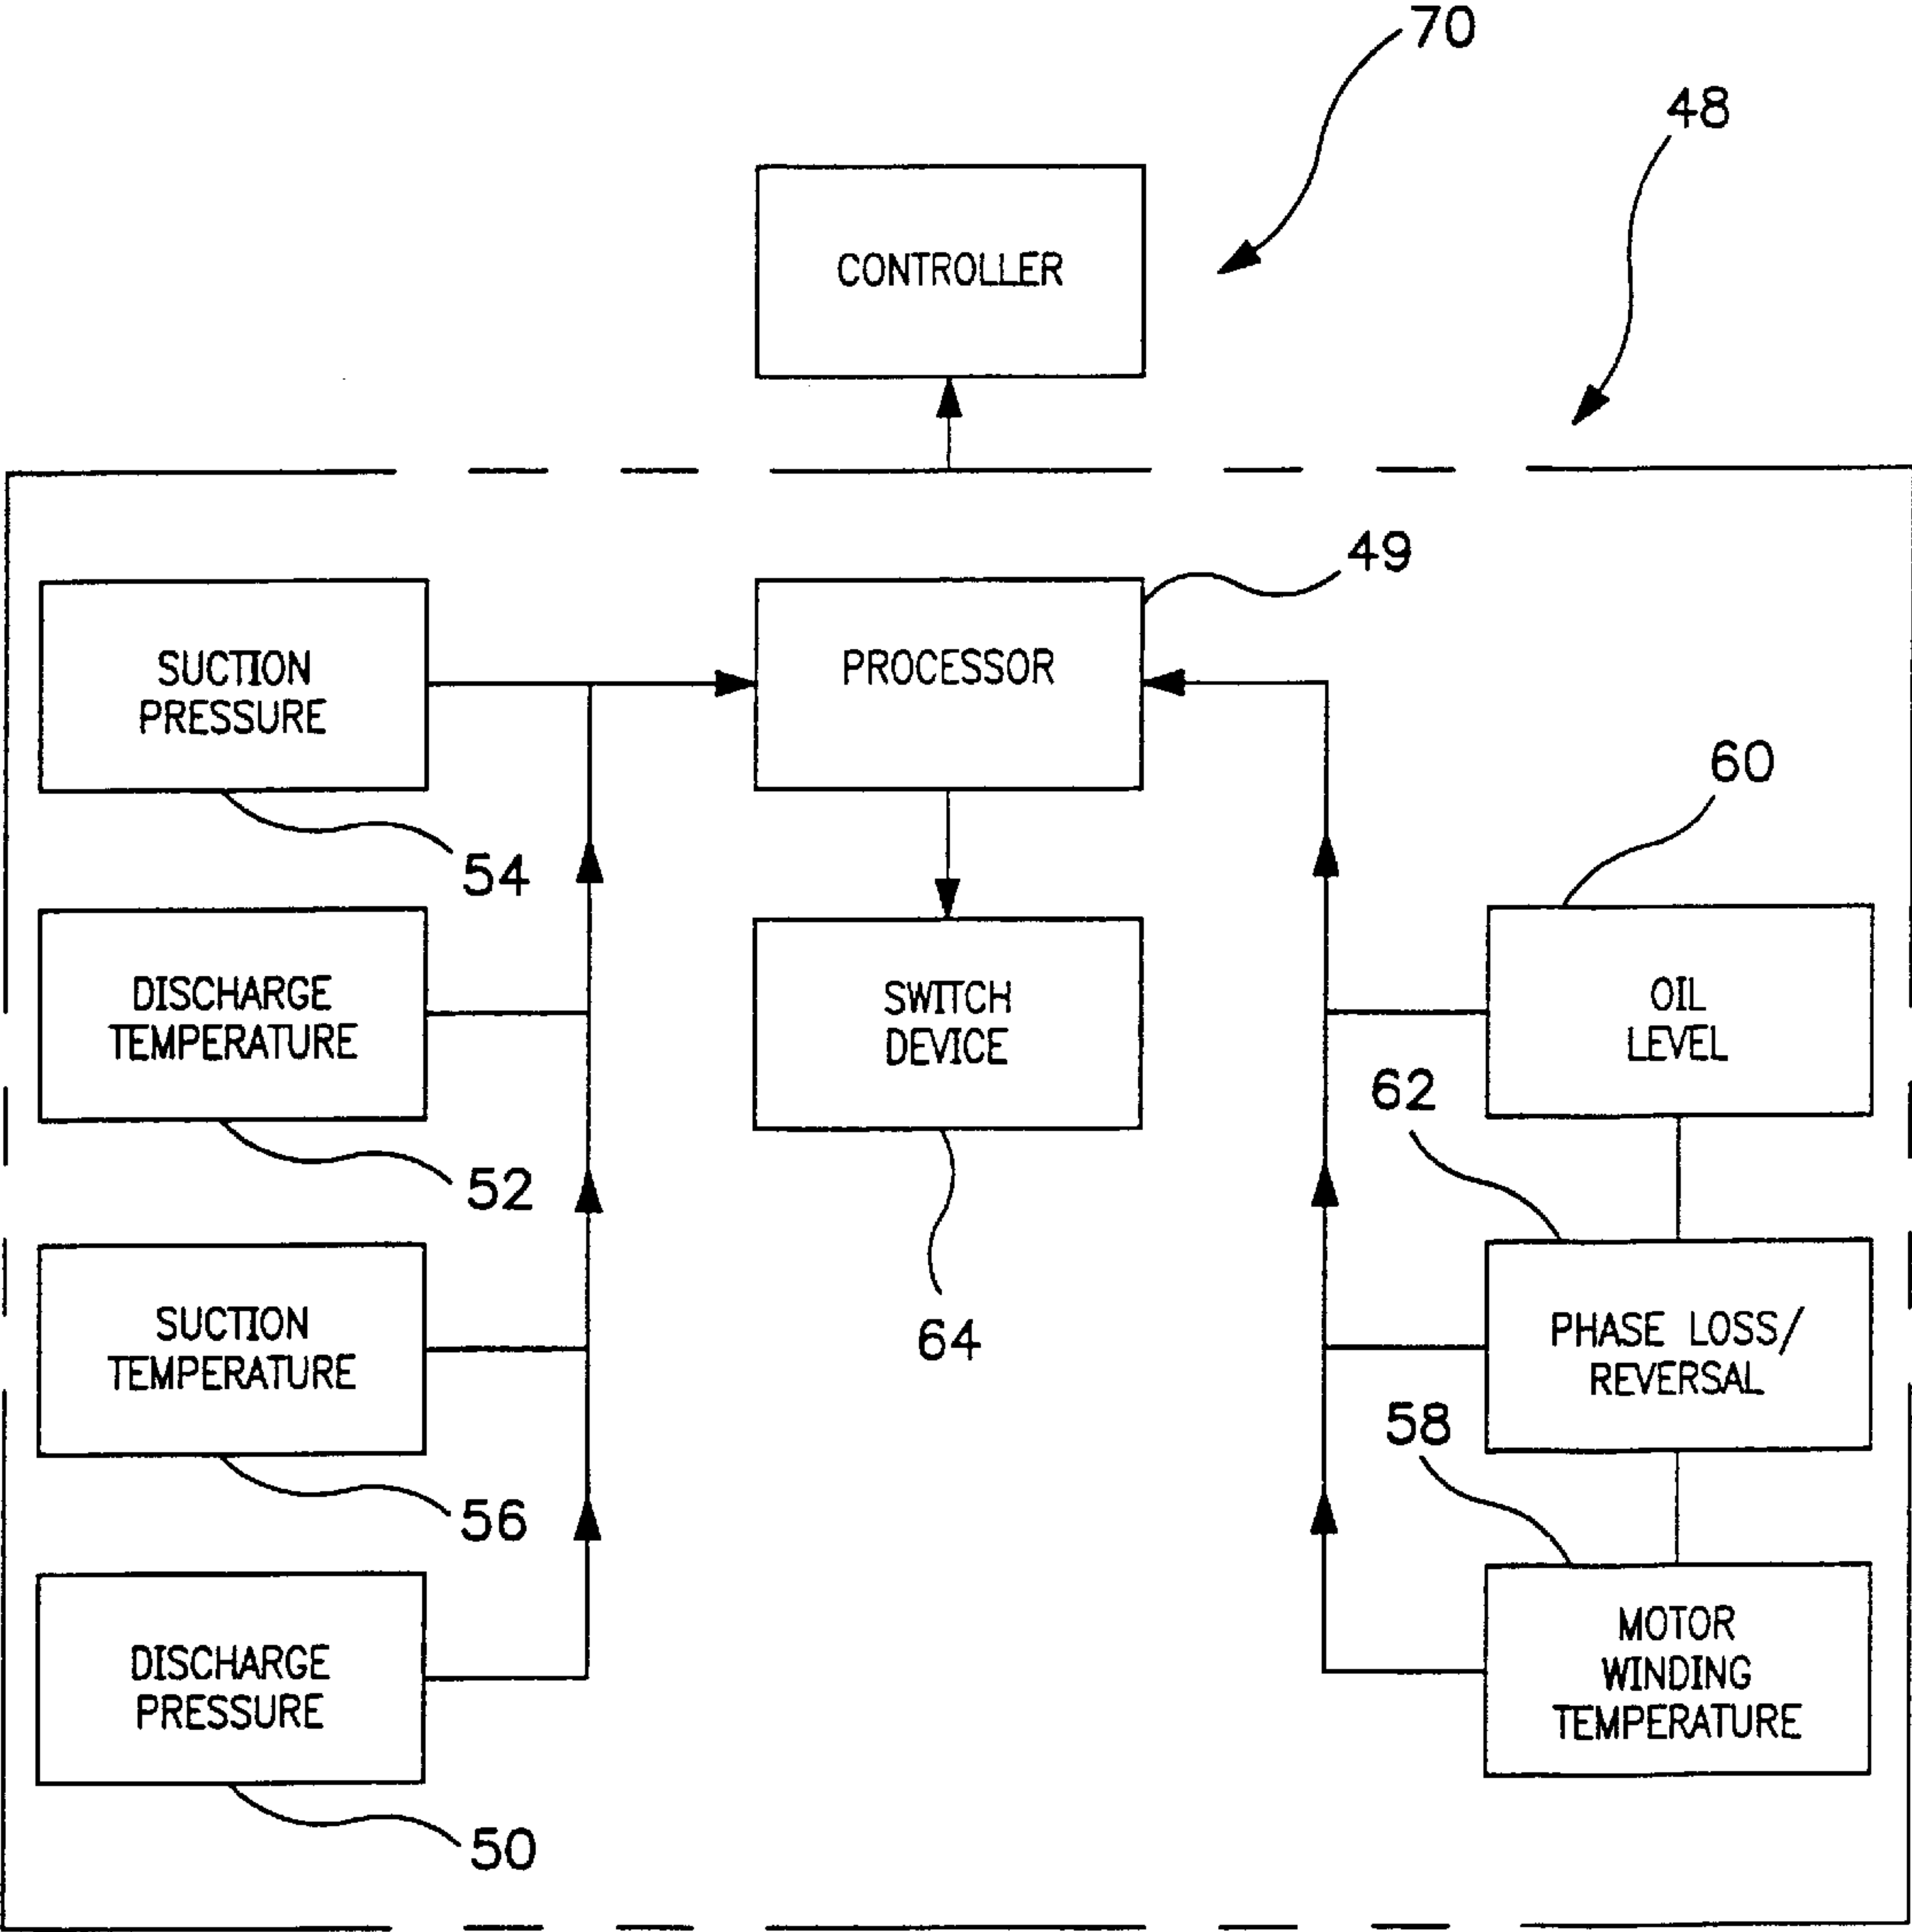 70
48
CONTROLLER
49
SUCTION
PRESSURE
PROCESSOR
54
60
DISCHARGE
TEMPERATURE
SWITCH
DEVICE
OIL
LEVEL
52
62
SUCTION
TEMPERATURE
64
PHASE LOSS/
REVERSAL
56
58
DISCHARGE
PRESSURE
MOTOR
WINDING
TEMPERATURE
50